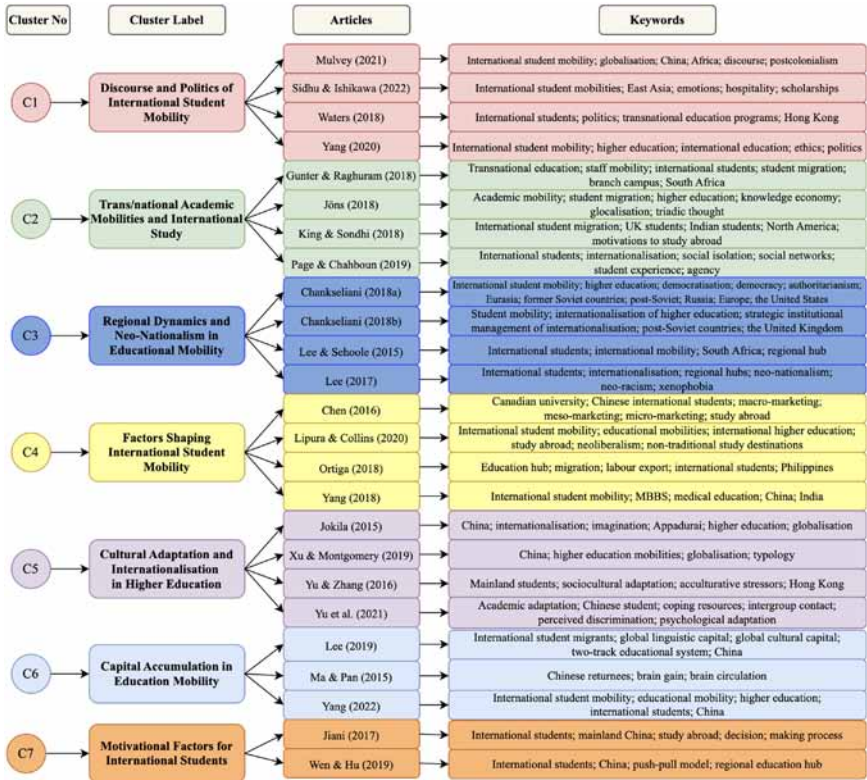 Cluster No
Cluster Label
Articles
Keywords
C1
Discourse and Politics of
International Student
Mobility
Mulvey (2021)
International student mobility; globalisation; China; Africa; discourse; postcolonialism
Sidhu & Ishikawa (2022)
International student mobilities; East Asia; emotions; hospitality; scholarships
Waters (2018)
International students; politics; transnational education programs; Hong Kong
Yang (2020)
International student mobility; higher education; international education; ethics; politics
C2
Trans/national Academic
Mobilities and International
Study
Gunter & Raghuram (2018)
Transnational education; staff mobility; international students; student migration;
branch campus; South Africa
Jöns (2018)
Academic mobility; student migration; higher education; knowledge economy;
glocalisation; triadic thought
King & Sondhi (2018)
International student migration; UK students; Indian students; North America;
motivations to study abroad
Page & Chahboun (2019)
International students; internationalisation; social isolation; social networks;
student experience; agency
C3
Regional Dynamics and
Neo-Nationalism in
Educational Mobility
Chankseliani (2018a)
International student mobility; higher education; democratisation; democracy; authoritarianism;
Eurasia; former Soviet countries; post-Soviet; Russia; Europe; the United States
Chankseliani (2018b)
Student mobility; internationalisation of higher education; strategic institutional
management of internationalisation; post-Soviet countries; the United Kingdom
Lee & Sehoole (2015)
International students; international mobility; South Africa; regional hub
Lee (2017)
International students; internationalisation; regional hubs; neo-nationalism;
neo-racism; xenophobia
C4
Factors Shaping
International Student
Mobility
Chen (2016)
Canadian university; Chinese international students; macro-marketing;
meso-marketing; micro-marketing; study abroad
Lipura & Collins (2020)
International student mobility; educational mobilities; international higher education;
study abroad; neoliberalism; non-traditional study destinations
Ortiga (2018)
Education hub; migration; labour export; international students; Philippines
Yang (2018)
International student mobility; MBBS; medical education; China; India
C5
Cultural Adaptation and
Internationalisation
in Higher Education
Jokila (2015)
China; internationalisation; imagination; Appadurai; higher education; globalisation
Xu & Montgomery (2019)
China; higher education mobilities; globalisation; typology
Yu & Zhang (2016)
Mainland students; sociocultural adaptation; acculturative stressors; Hong Kong
Yu et al. (2021)
Academic adaptation; Chinese student; coping resources; intergroup contact;
perceived discrimination; psychological adaptation
C6
Capital Accumulation in
Education Mobility
Lee (2019)
International student migrants; global linguistic capital; global cultural capital;
two-track educational system; China
Ma & Pan (2015)
Chinese returnees; brain gain; brain circulation
Yang (2022)
International student mobility; educational mobility; higher education;
international students; China
C7
Motivational Factors for
International Students
Jiani (2017)
International students; mainland China; study abroad; decision; making process
Wen & Hu (2019)
International students; China; push-pull model; regional education hub